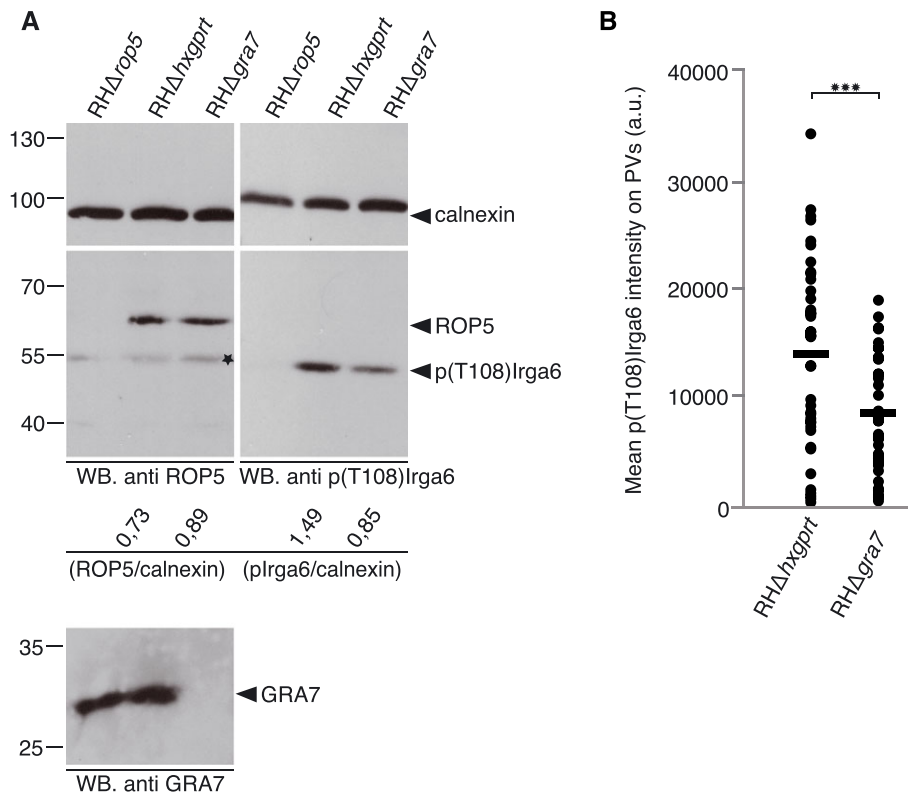 A
RHΔrop5
RHΔhxgprt
RHΔgra7
RHΔrop5
RHΔhxgprt
RHΔgra7
130
100
calnexin
70
55
40
ROP5
p(T108)Irga6
WB. anti ROP5
WB. anti p(T108)Irga6
0,73
0,89
1,49
0,85
(ROP5/calnexin)
(pIrga6/calnexin)
35
25
GRA7
WB. anti GRA7
B
Mean p(T108)Irga6 intensity on PVs (a.u.)
40000
30000
20000
10000
0
***
RHΔhxgprt
RHΔgra7